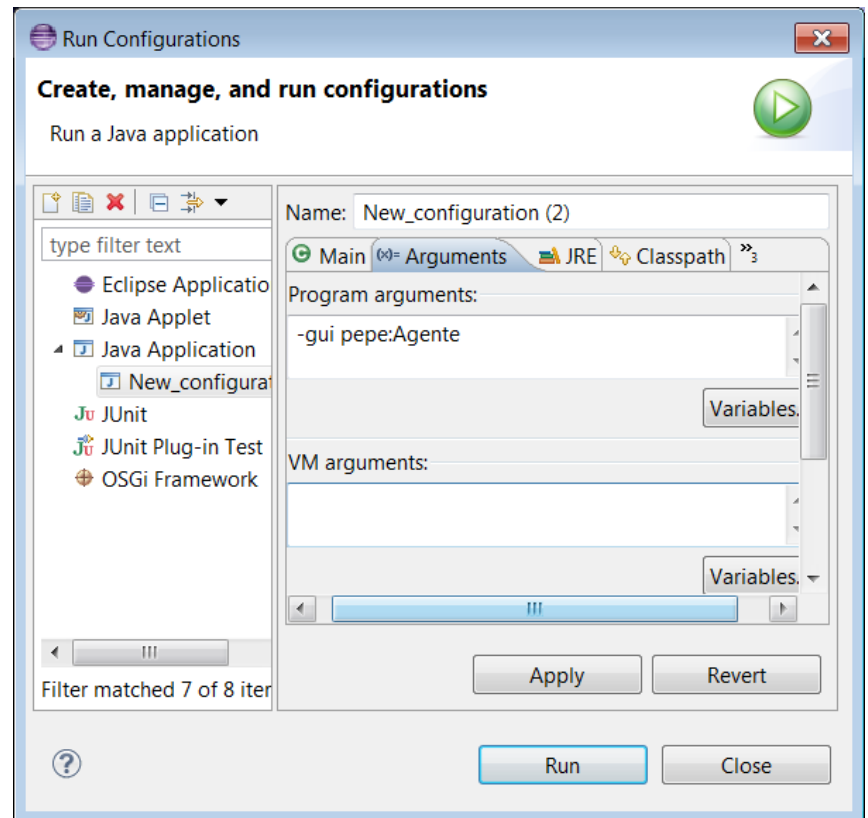 Run Configurations
Create, manage, and run configurations
Run a Java application
type filter text
Eclipse Applicatio
Java Applet
Java Application
New_configurat
JUnit
JUnit Plug-in Test
OSGi Framework
Filter matched 7 of 8 iter
Name: New_configuration (2)
Main (x)= Arguments JRE Classpath »3
Program arguments:
-gui pepe:Agente
Variables.
VM arguments:
Variables.
Apply Revert
Run Close